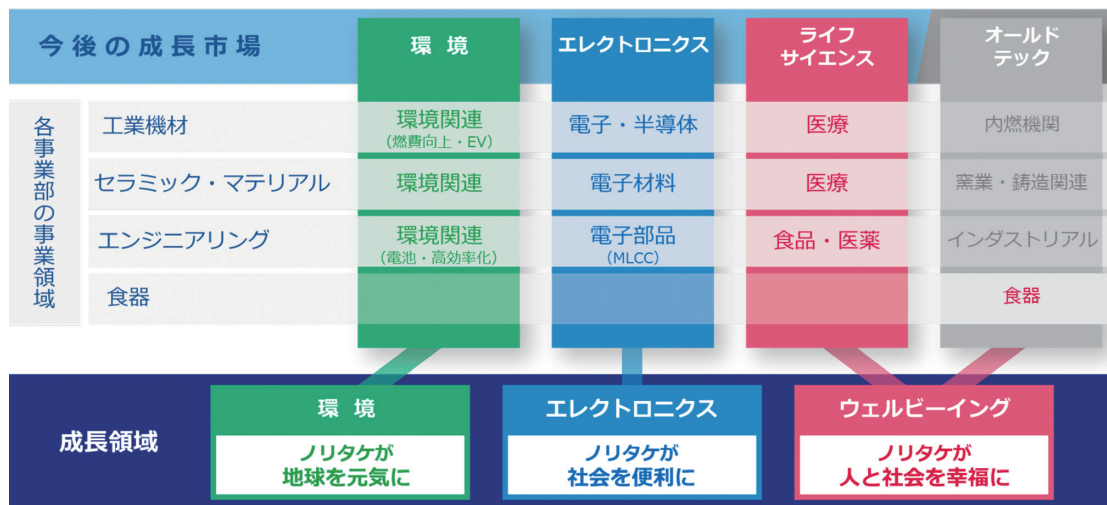 今後の成長市場
環境
エレクトロニクス
ライフ
サイエンス
オールド
テック
各事業部の事業領域
工業機材
環境関連
(燃費向上・EV)
電子・半導体
医療
内燃機関
セラミック・マテリアル
環境関連
電子材料
医療
窯業・鋳造関連
エンジニアリング
環境関連
(電池・高効率化)
電子部品
(MLCC)
食品・医薬
インダストリアル
食器
食器
成長領域
環境
ノリタケが
地球を元気に
エレクトロニクス
ノリタケが
社会を便利に
ウェルビーイング
ノリタケが
人と社会を幸福に